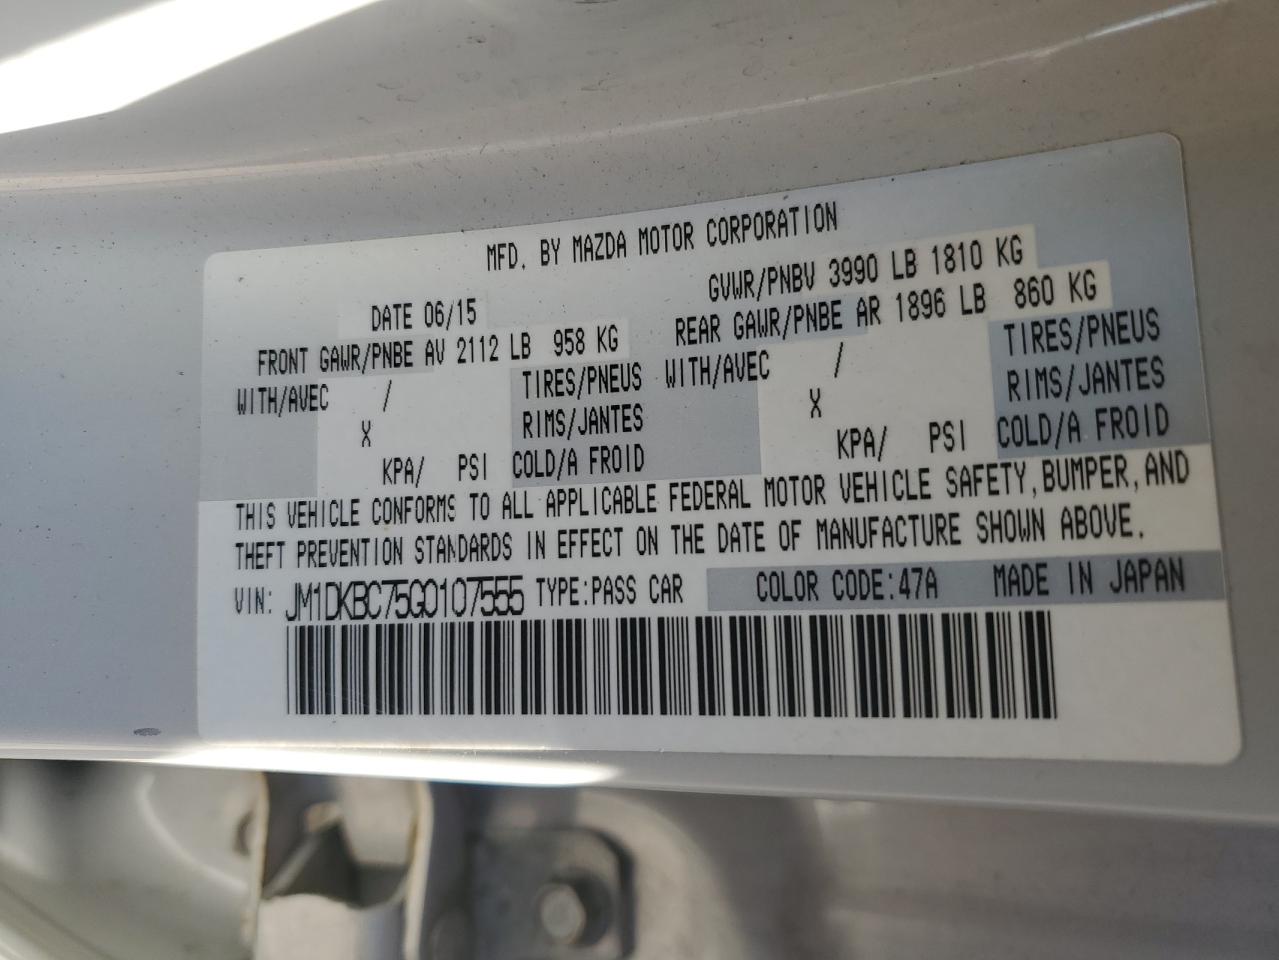 MFD. BY MAZDA MOTOR CORPORATION
DATE 06/15 GVWR/PNBV 3990 LB 1810 KG
FRONT GAWR/PNBE AV 2112 LB 958 KG REAR GAWR/PNBE AR 1896 LB 860 KG
WITH/AVEC / TIRES/PNEUS WITH/AVEC / TIRES/PNEUS
X RIMS/JANTES X RIMS/JANTES
KPA/ PSI COLD/A FROID KPA/ PSI COLD/A FROID
THIS VEHICLE CONFORMS TO ALL APPLICABLE FEDERAL MOTOR VEHICLE SAFETY, BUMPER, AND
THEFT PREVENTION STANDARDS IN EFFECT ON THE DATE OF MANUFACTURE SHOWN ABOVE.
VIN: JM1DKBC75G0107555 TYPE:PASS CAR COLOR CODE:47A MADE IN JAPAN